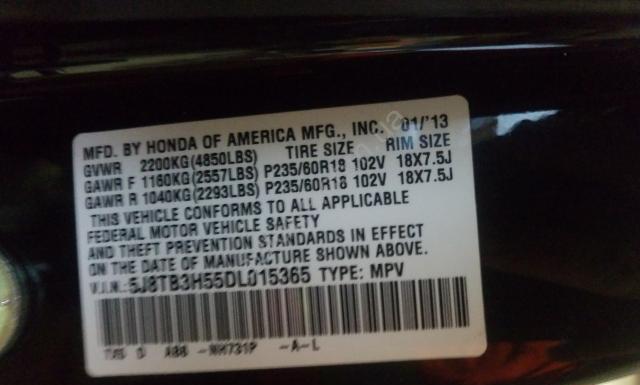 MFD. BY HONDA OF AMERICA MFG., INC. 01/'13
GVWR 2200KG(4850LBS) TIRE SIZE RIM SIZE
GAWR F 1160KG(2557LBS) P235/60R18 102V 18X7.5J
GAWR R 1040KG(2293LBS) P235/60R18 102V 18X7.5J
THIS VEHICLE CONFORMS TO ALL APPLICABLE
FEDERAL MOTOR VEHICLE SAFETY
AND THEFT PREVENTION STANDARDS IN EFFECT
ON THE DATE OF MANUFACTURE SHOWN ABOVE.
V.I.N.: 5J8TB3H55DL015365 TYPE: MPV
-NH731P -A-L